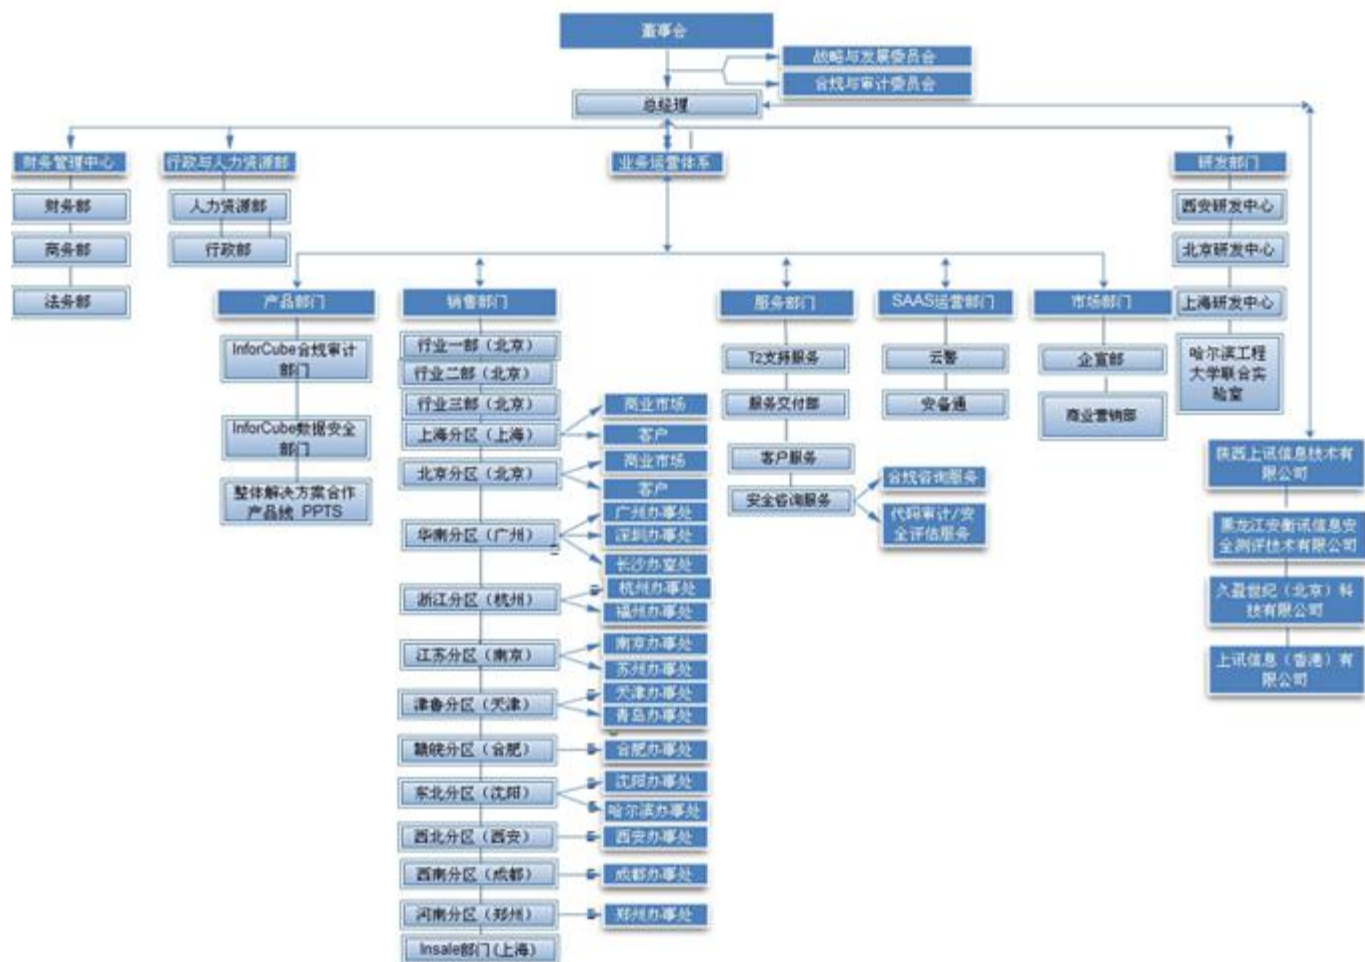 董事会
战略与发展委员会
合规与审计委员会
总经理
财务管理中心
行政与人力资源部
业务运营体系
研发部门
财务部
商务部
法务部
人力资源部
行政部
西安研发中心
北京研发中心
上海研发中心
哈尔滨工程
大学联合实
验室
产品部门
销售部门
服务部门
SAAS运营部门
市场部门
InforCube合规审计
部门
InforCube数据安全
部门
整体解决方案合作
产品线 PPTS
行业一部（北京）
行业二部（北京）
行业三部（北京）
上海分区（上海）
商业市场
客户
北京分区（北京）
商业市场
客户
华南分区（广州）
广州办事处
深圳办事处
长沙办室处
浙江分区（杭州）
杭州办事处
福州办事处
江苏分区（南京）
南京办事处
苏州办事处
津鲁分区（天津）
天津办事处
青岛办事处
赣皖分区（合肥）
合肥办事处
东北分区（沈阳）
沈阳办事处
哈尔滨办事处
西北分区（西安）
西安办事处
西南分区（成都）
成都办事处
河南分区（郑州）
郑州办事处
Insale部门(上海)
T2支持服务
服务交付部
客户服务
安全咨询服务
合规咨询服务
代码审计/安
全评估服务
云警
安备通
企宣部
商业营销部
陕西上讯信息技术有
限公司
黑龙江安衡讯信息安
全测评技术有限公司
久盈世纪（北京）科
技有限公司
上讯信息（香港）有
限公司